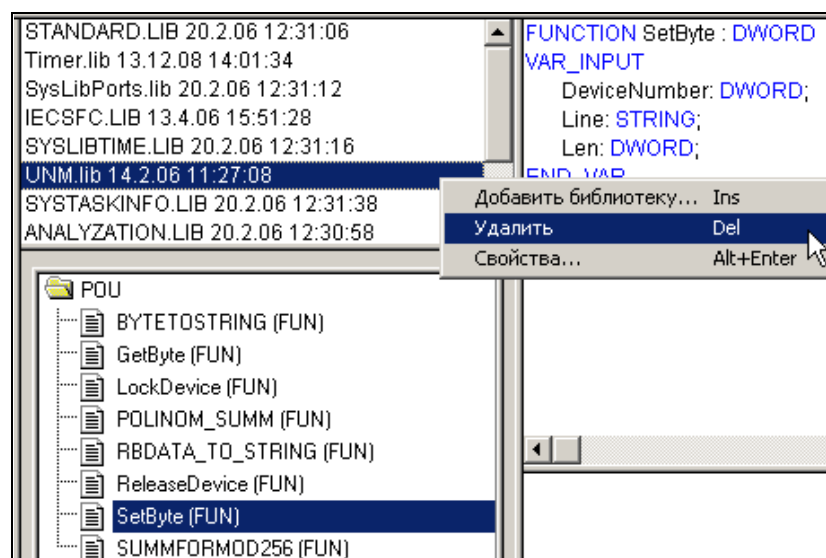 STANDARD.LIB 20.2.06 12:31:06
Timer.lib 13.12.08 14:01:34
SysLibPorts.lib 20.2.06 12:31:12
IECSFC.LIB 13.4.06 15:51:28
SYSLIBTIME.LIB 20.2.06 12:31:16
UNM.lib 14.2.06 11:27:08
SYSTASKINFO.LIB 20.2.06 12:31:38
ANALYZATION.LIB 20.2.06 12:30:58
FUNCTION SetByte : DWORD
VAR_INPUT
DeviceNumber: DWORD;
Line: STRING;
Len: DWORD;
END_VAR
Добавить библиотеку... Ins
Удалить Del
Свойства... Alt+Enter
POU
BYTETOSTRING (FUN)
GetByte (FUN)
LockDevice (FUN)
POLINOM_SUMM (FUN)
RBDATA_TO_STRING (FUN)
ReleaseDevice (FUN)
SetByte (FUN)
SUMMFORMOD256 (FUN)